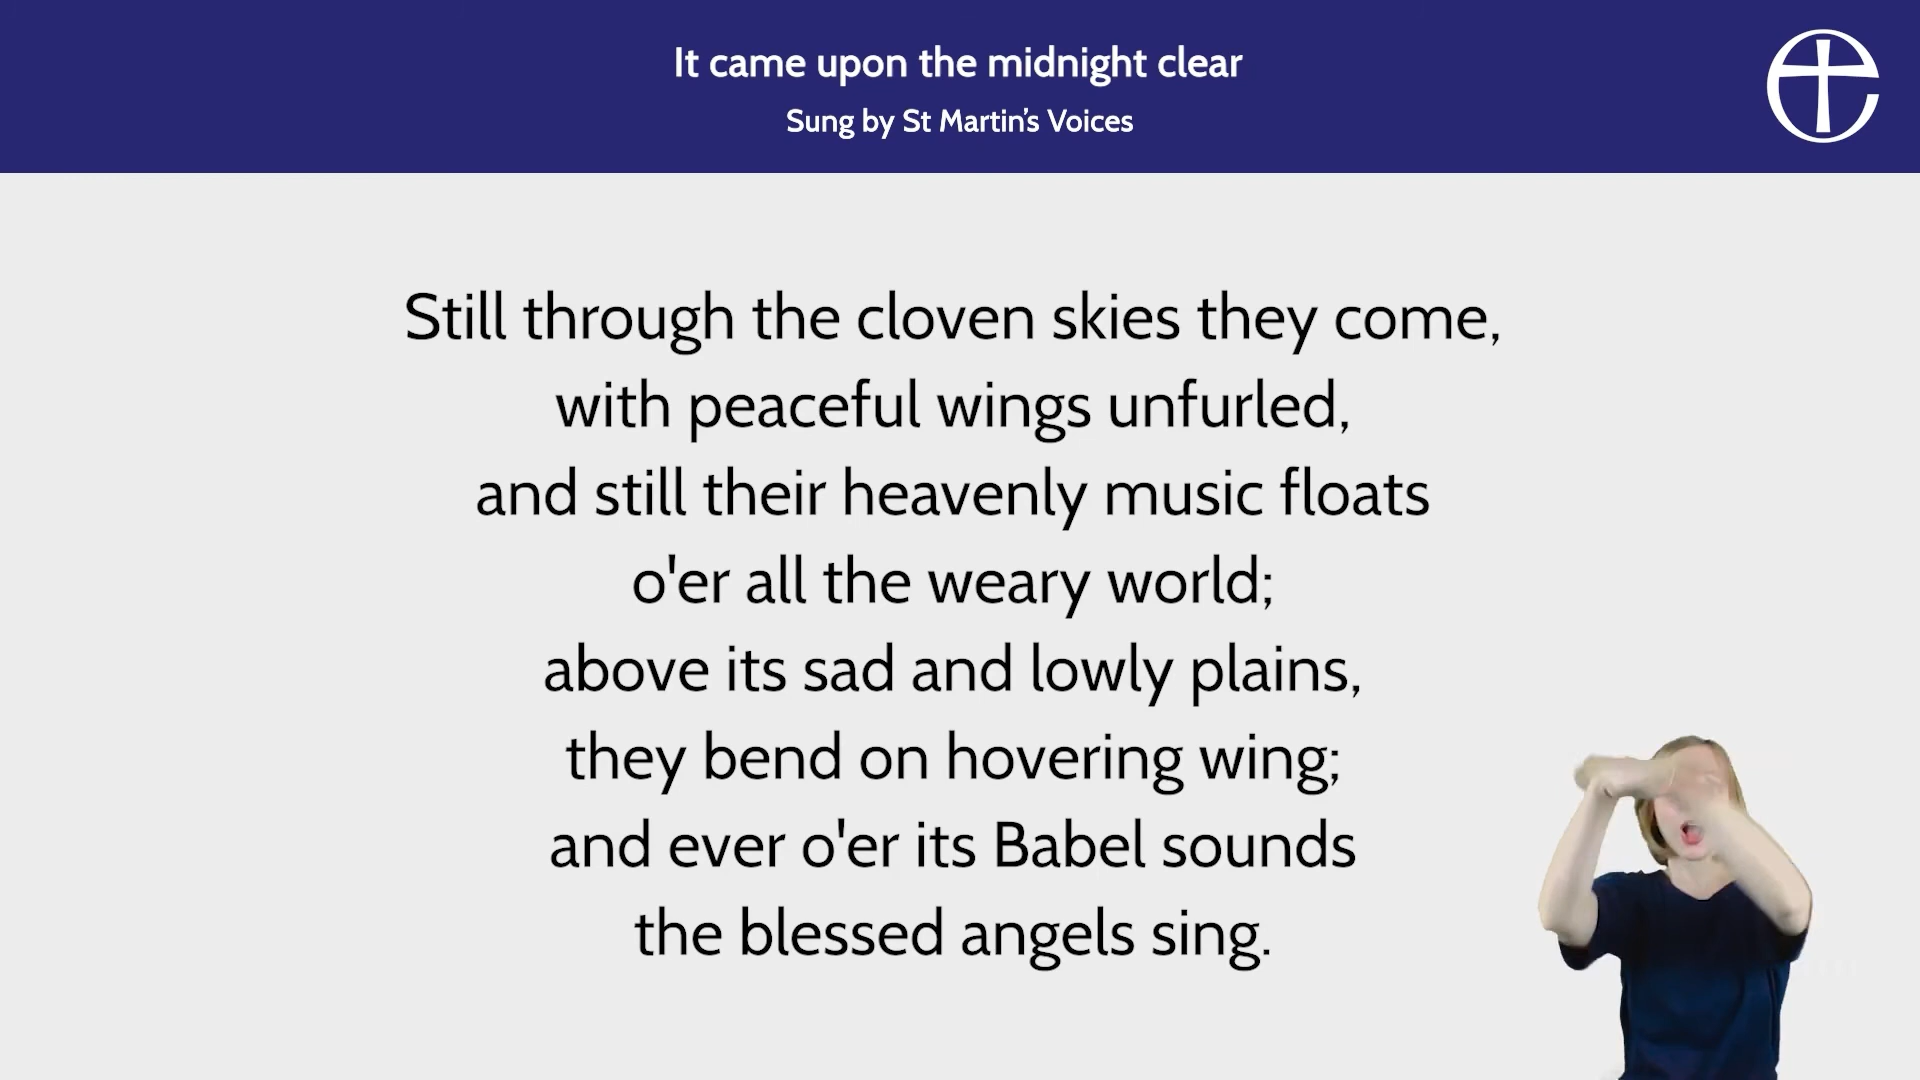 It came upon the midnight clear
Sung by St Martin's Voices
Still through the cloven skies they come,
with peaceful wings unfurled,
and still their heavenly music floats
o'er all the weary world;
above its sad and lowly plains,
they bend on hovering wing;
and ever o'er its Babel sounds
the blessed angels sing.